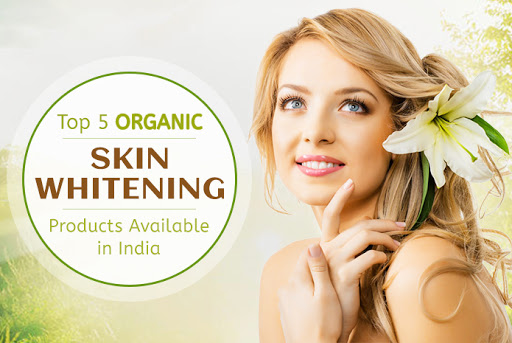 Top 5 ORGANIC
SKIN
WHITENING
Products Available
in India